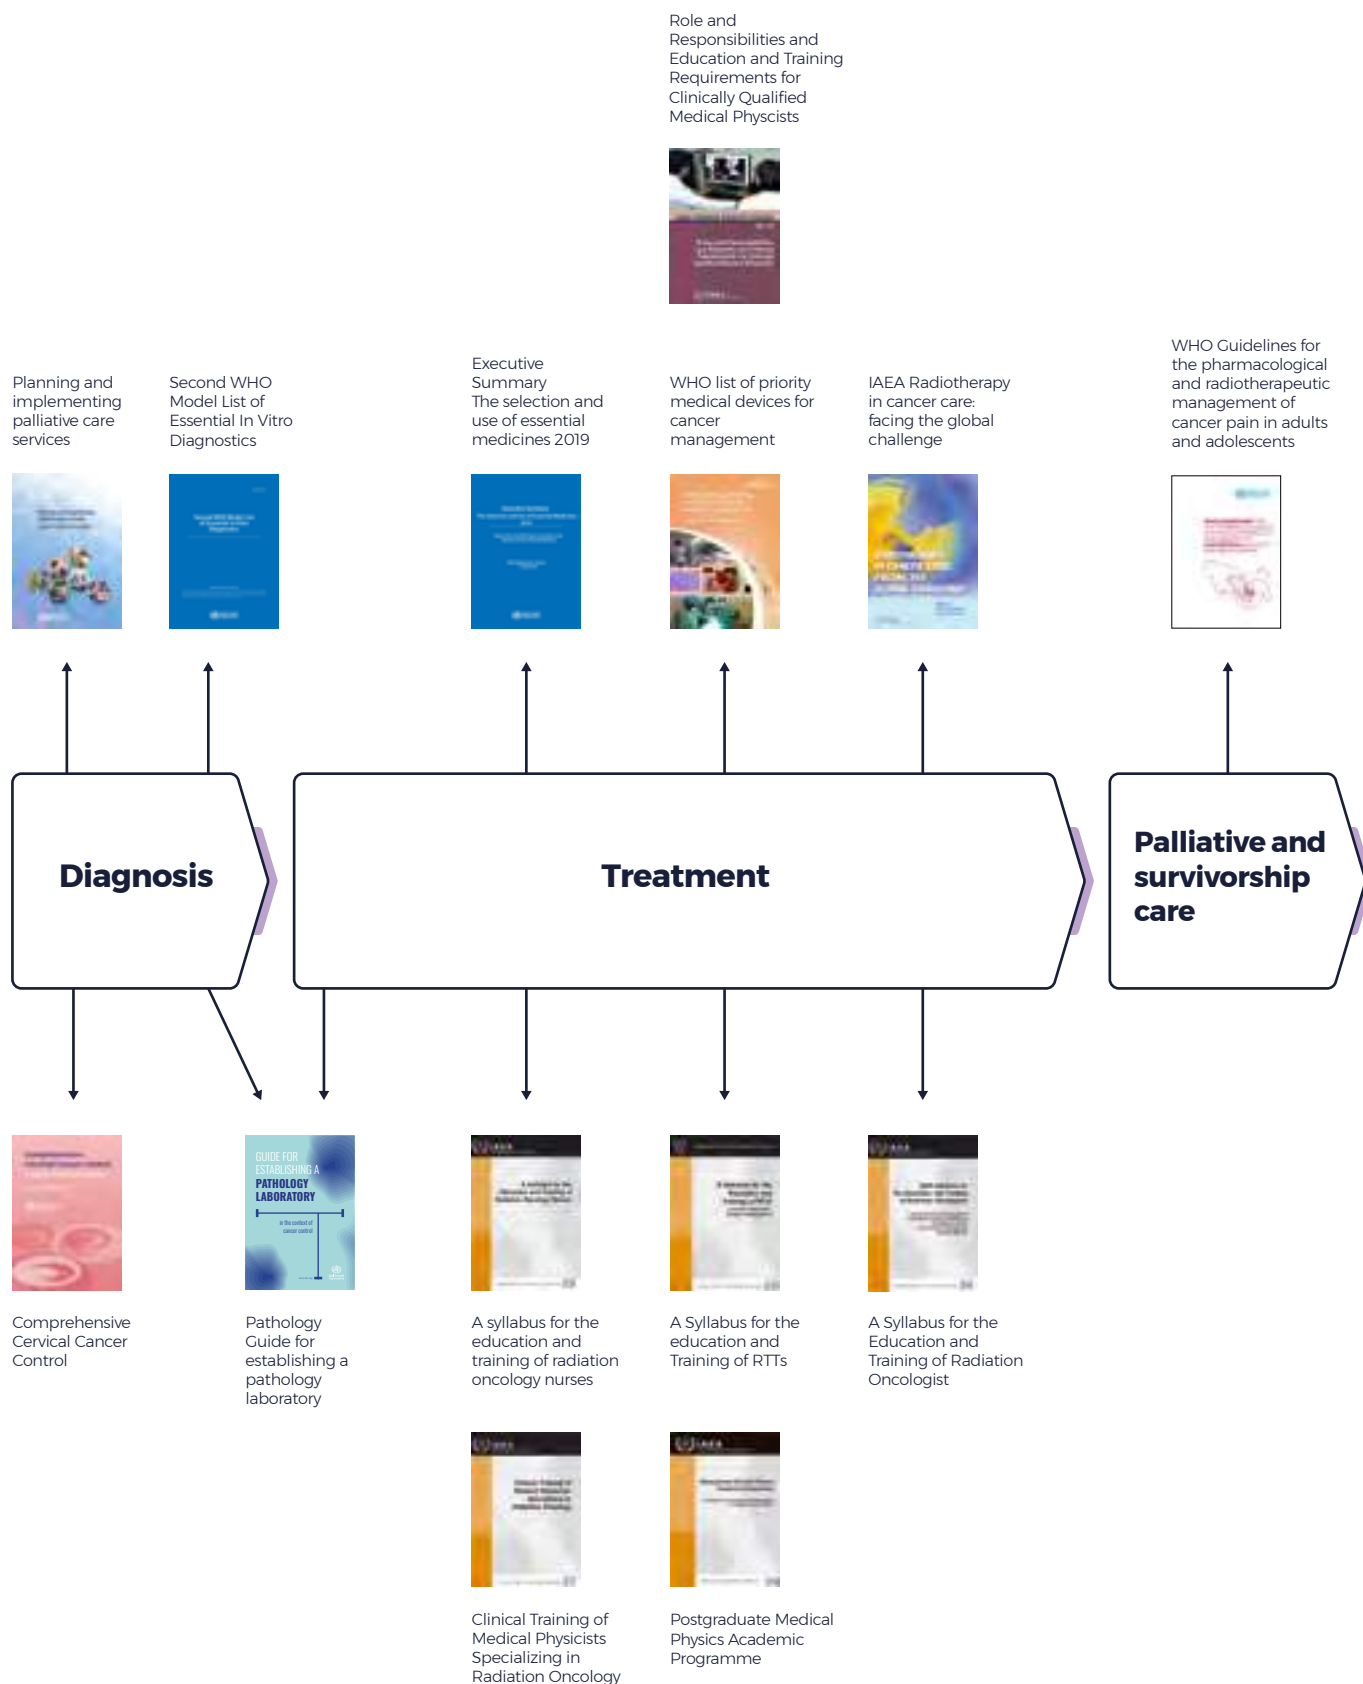 Role and
Responsibilities and
Education and Training
Requirements for
Clinically Qualified
Medical Physcists
Planning and
implementing
palliative care
services
Second WHO
Model List of
Essential In Vitro
Diagnostics
Executive
Summary
The selection and
use of essential
medicines 2019
WHO list of priority
medical devices for
cancer
management
IAEA Radiotherapy
in cancer care:
facing the global
challenge
WHO Guidelines for
the pharmacological
and radiotherapeutic
management of
cancer pain in adults
and adolescents
Diagnosis
Treatment
Palliative and
survivorship
care
GUIDE FOR
ESTABLISHING A
PATHOLOGY
LABORATORY
in the context of
cancer control
Comprehensive
Cervical Cancer
Control
Pathology
Guide for
establishing a
pathology
laboratory
A syllabus for the
education and
training of radiation
oncology nurses
A Syllabus for the
education and
Training of RTTs
A Syllabus for the
Education and
Training of Radiation
Oncologist
Clinical Training of
Medical Physicists
Specializing in
Radiation Oncology
Postgraduate Medical
Physics Academic
Programme